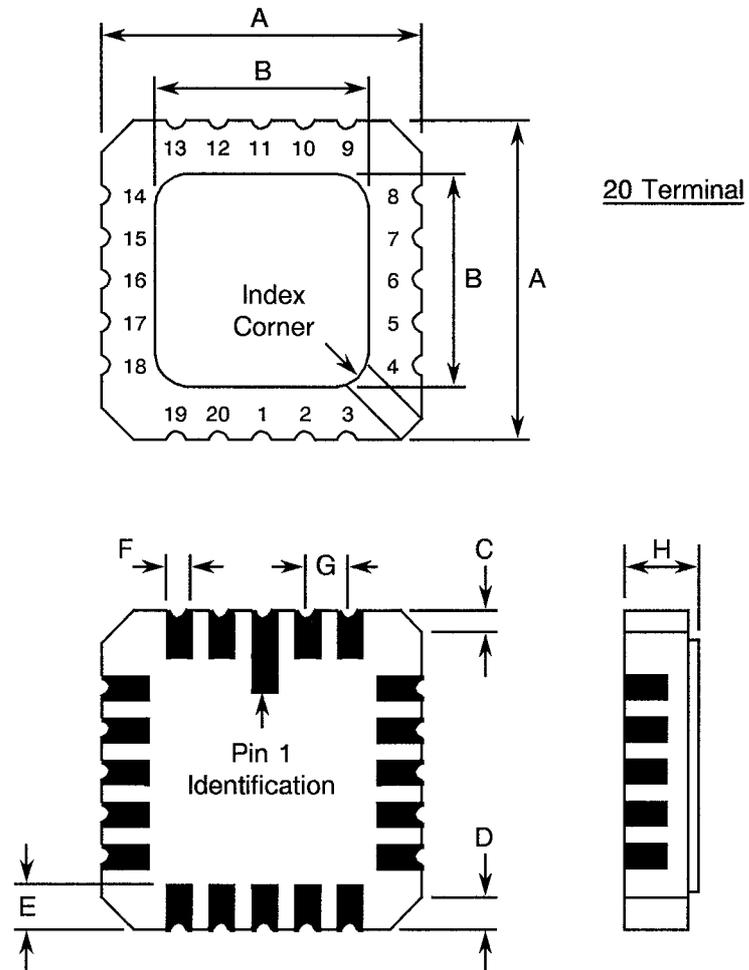 A
B
13 12 11 10 9
20 Terminal
14 8
15 7
16 6
B A
Index
Corner
17 5
18 4
19 20 1 2 3
F G C H
Pin 1
Identification
D
E